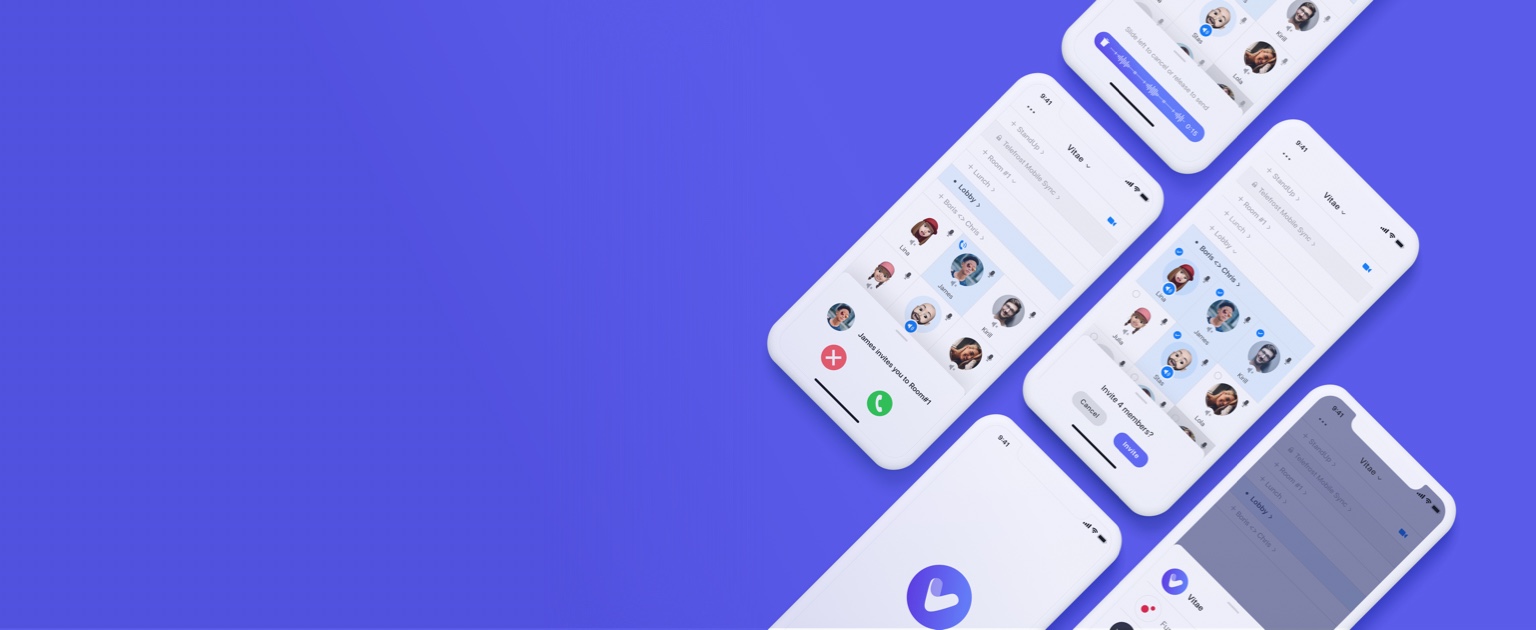 Stas
Kirill
Lola
Slide left to cancel or release to send
0:15
9:41
Vitae
StandUp
Telefrost Mobile Sync
Room #1
Lunch
Lobby
Boris <> Chris
Lina
James
Kirill
James invites you to Room#1
9:41
Vitae
StandUp
Telefrost Mobile Sync
Room #1
Lunch
Lobby
Boris <> Chris
Lina
James
Kirill
Julia
Stas
Lola
Invite 4 members?
Cancel
Invite
9:41
9:41
Vitae
StandUp
Telefrost Mobile Sync
Room #1
Lunch
Lobby
Boris <> Chris
Vitae